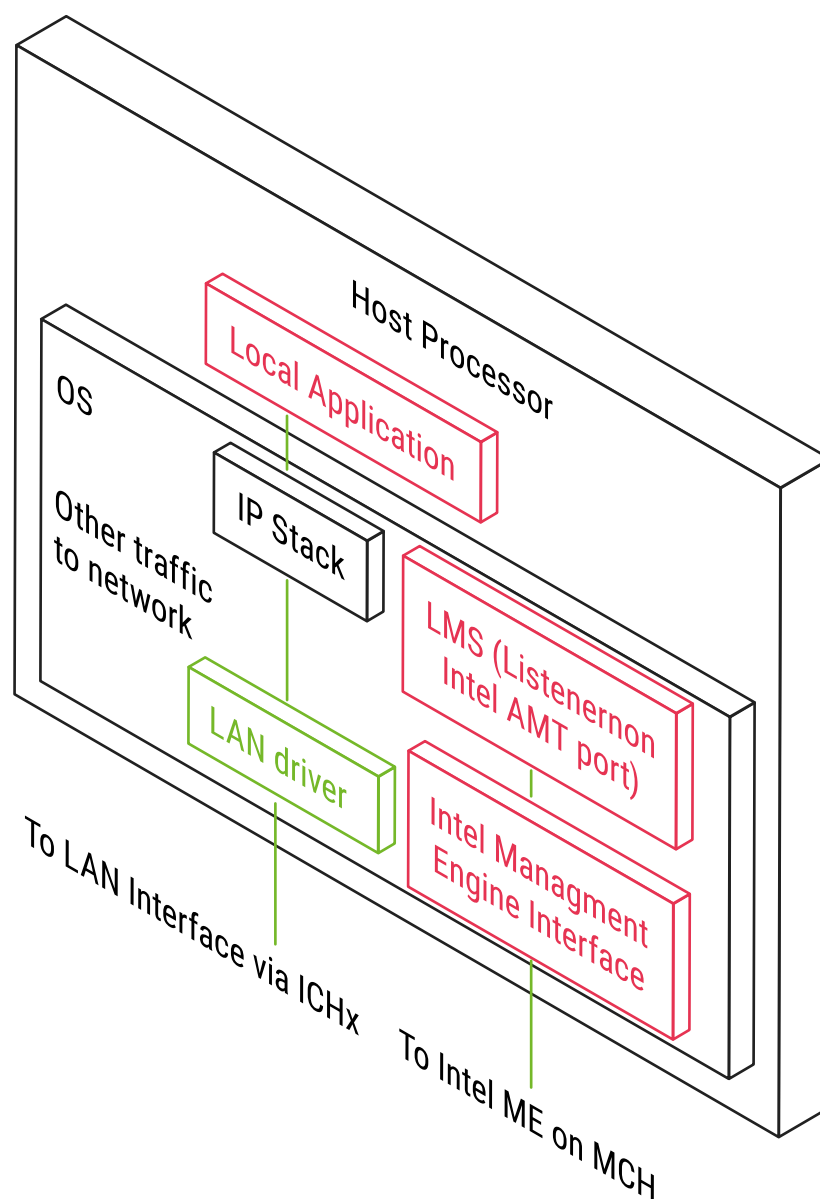 Host Processor
Local Application
OS
IP Stack
Other traffic
to network
LMS (Listenernon
Intel AMT port)
LAN driver
Intel Managment
Engine Interface
To LAN Interface via ICHx
To Intel ME on MCH